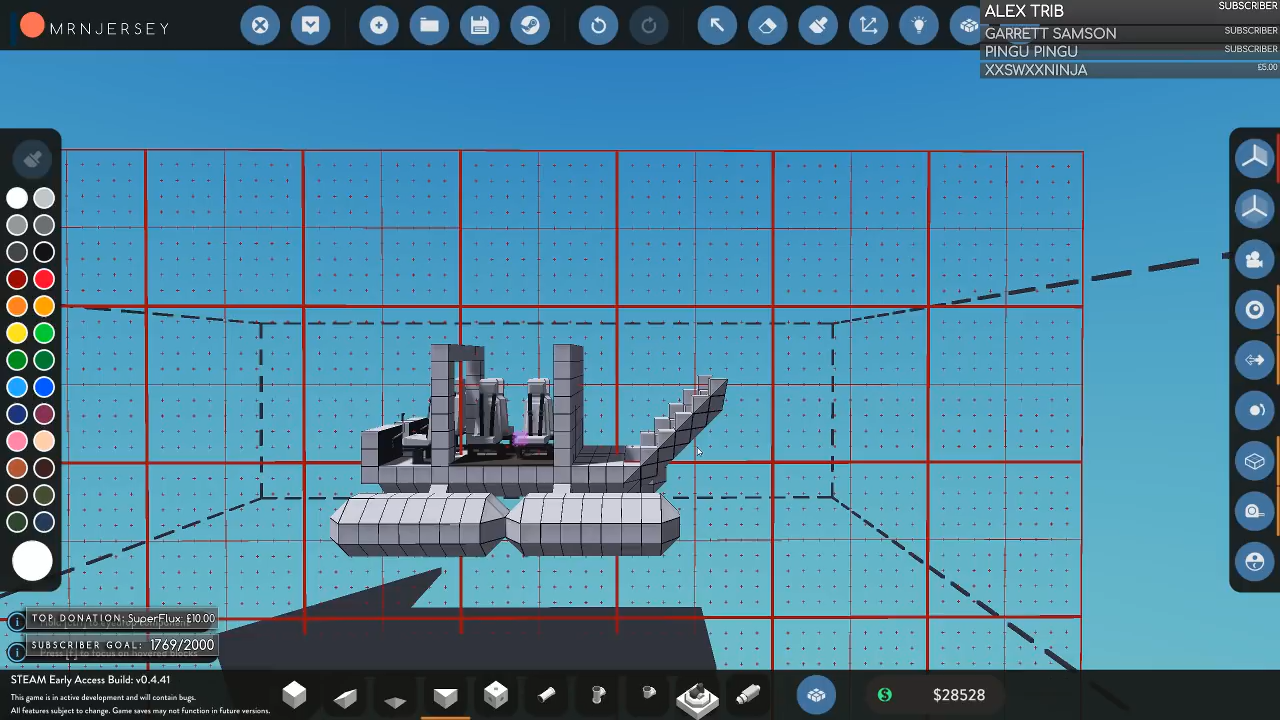 MRNJERSEY
ALEX TRIB SUBSCRIBER
GARRETT SAMSON SUBSCRIBER
PINGU PINGU SUBSCRIBER
XXSWXXNINJA £5.00
TOP DONATION: SuperFlux: £10.00
SUBSCRIBER GOAL: 1769/2000
STEAM Early Access Build: v0.4.41
This game is in active development and will contain bugs.
All features subject to change. Game saves may not function in future versions.
$ $28528